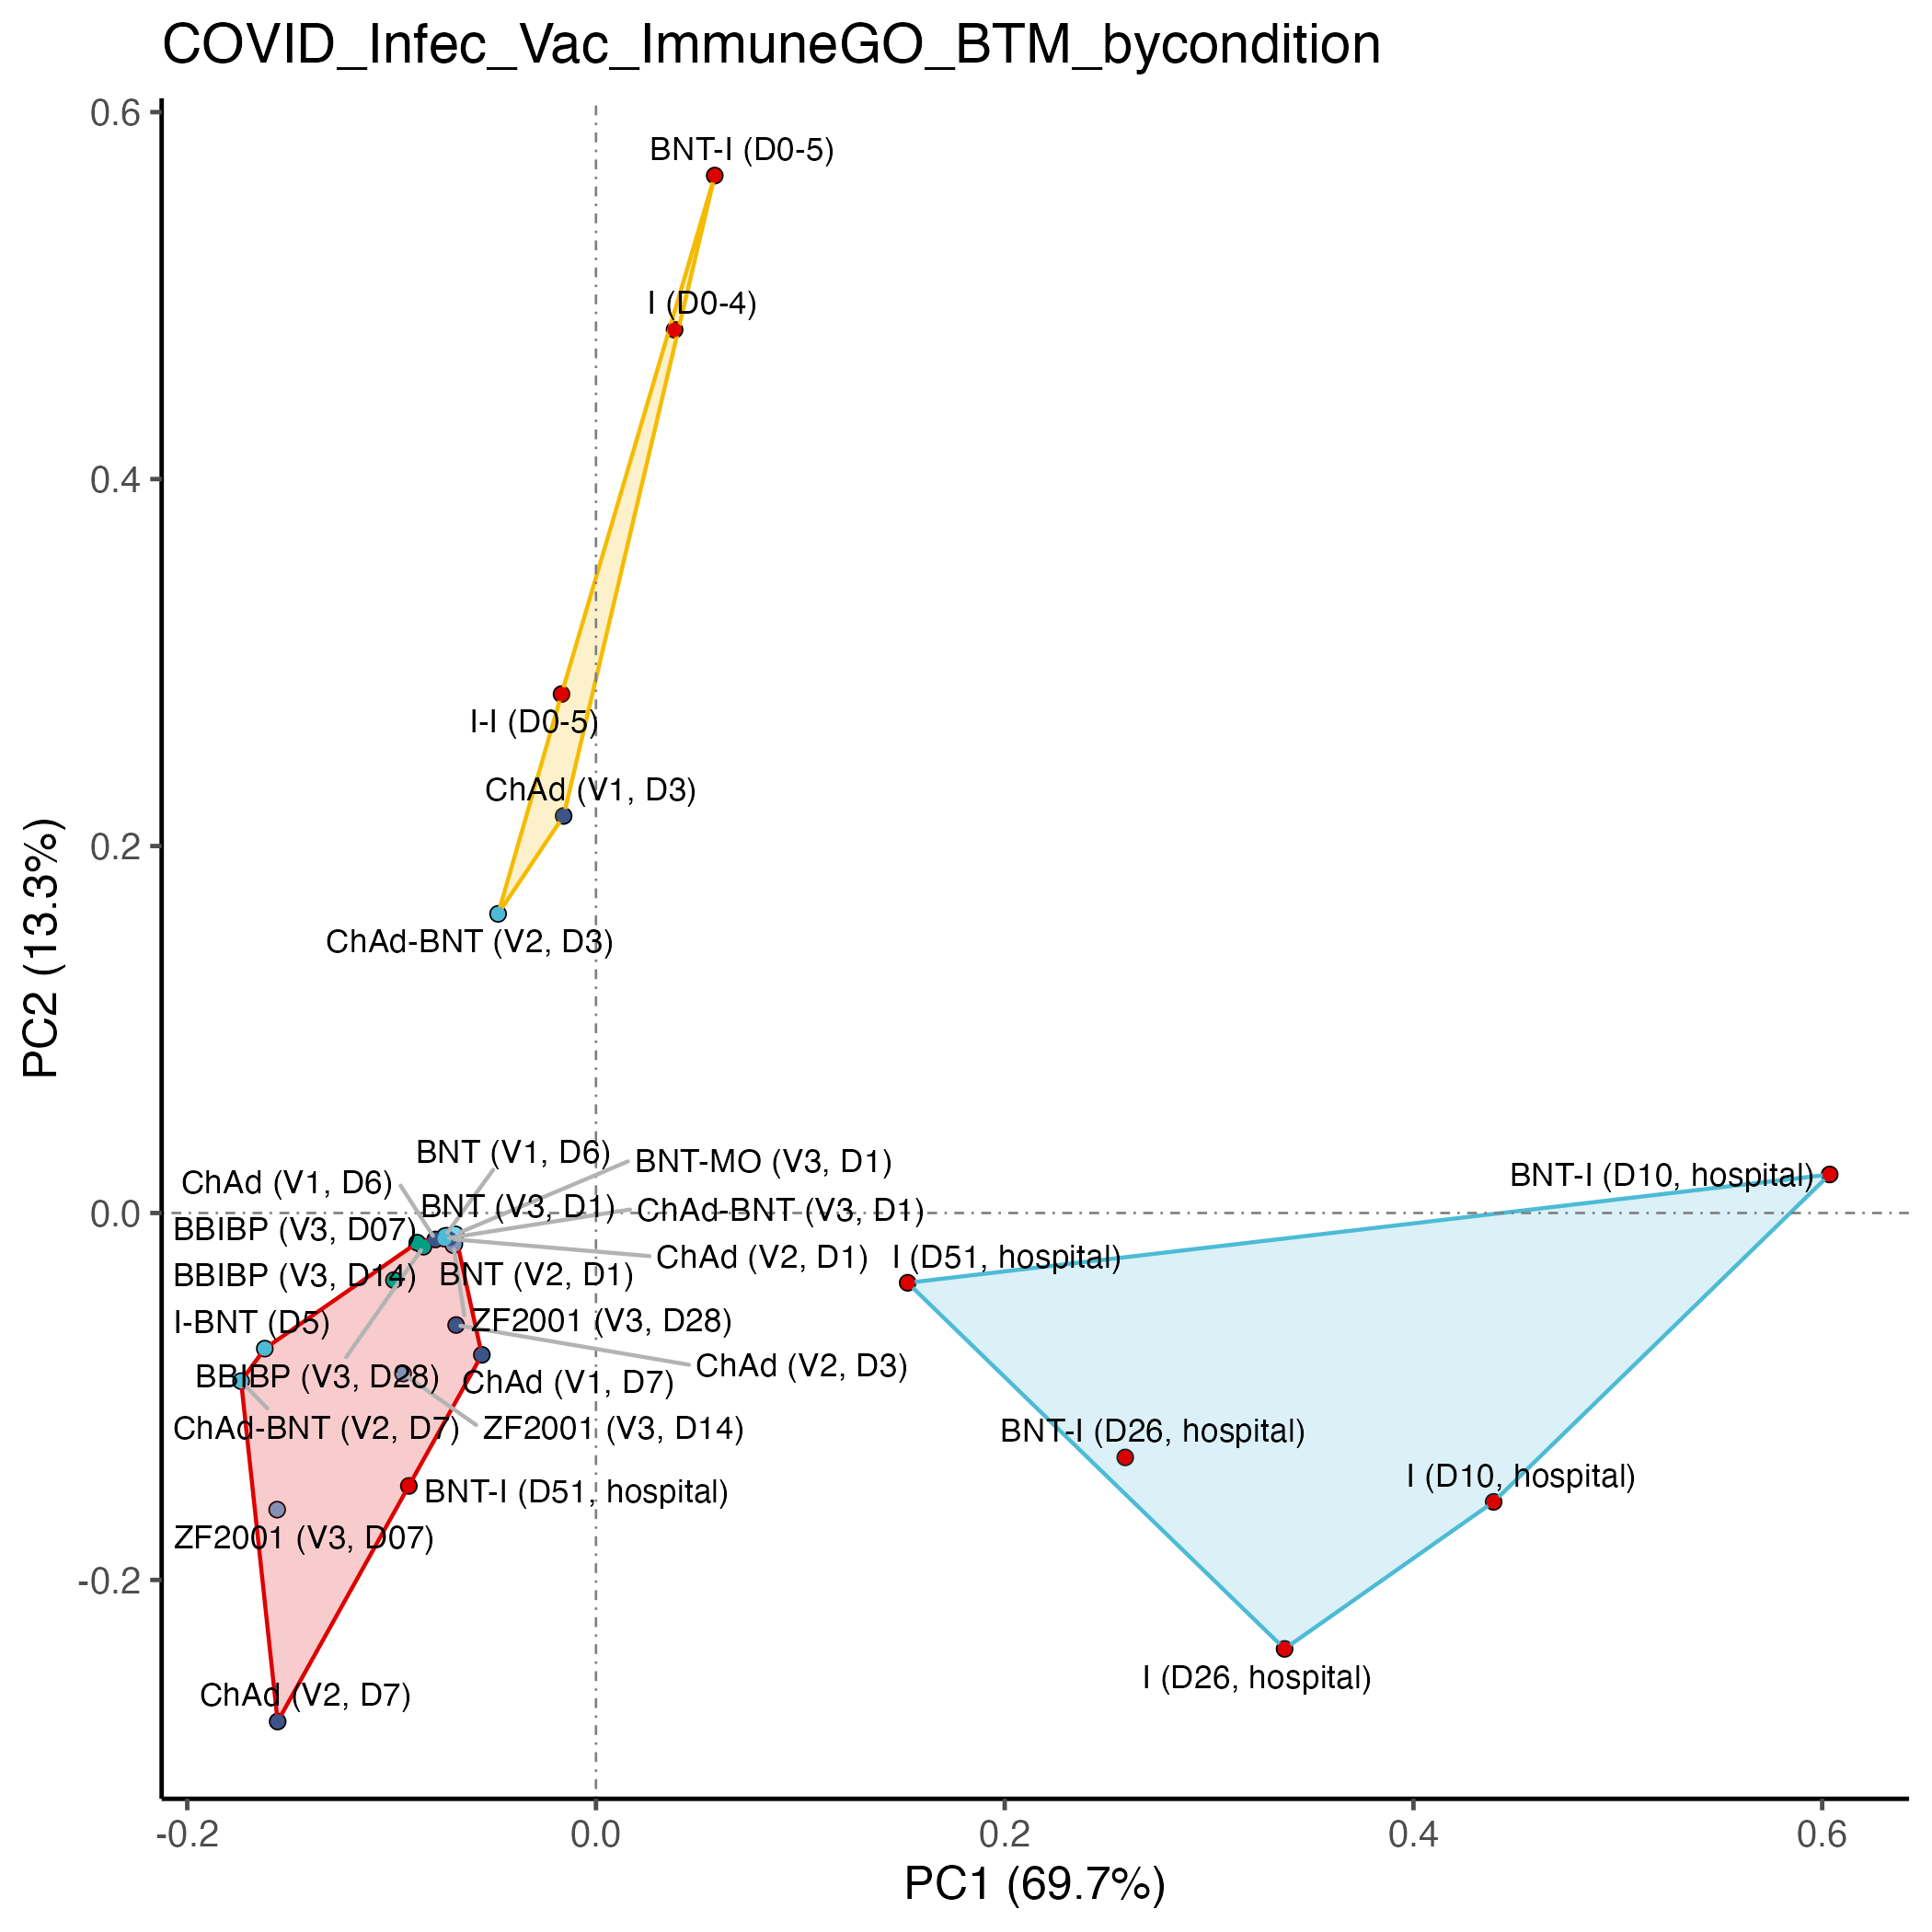 COVID_Infec_Vac_ImmuneGO_BTM_bycondition
0.6
BNT-I (D0-5)
I (D0-4)
0.4
I-I (D0-5)
ChAd (V1, D3)
0.2
ChAd-BNT (V2, D3)
PC2 (13.3%)
BNT (V1, D6)
BNT-MO (V3, D1)
ChAd (V1, D6)
BNT-I (D10, hospital)
BNT (V3, D1)
ChAd-BNT (V3, D1)
0.0
BBIBP (V3, D07)
ChAd (V2, D1)
I (D51, hospital)
BBIBP (V3, D14)
BNT (V2, D1)
I-BNT (D5)
ZF2001 (V3, D28)
ChAd (V2, D3)
BBIBP (V3, D28)
ChAd (V1, D7)
ChAd-BNT (V2, D7)
ZF2001 (V3, D14)
BNT-I (D26, hospital)
I (D10, hospital)
BNT-I (D51, hospital)
ZF2001 (V3, D07)
-0.2
I (D26, hospital)
ChAd (V2, D7)
-0.2
0.0
0.2
0.4
0.6
PC1 (69.7%)